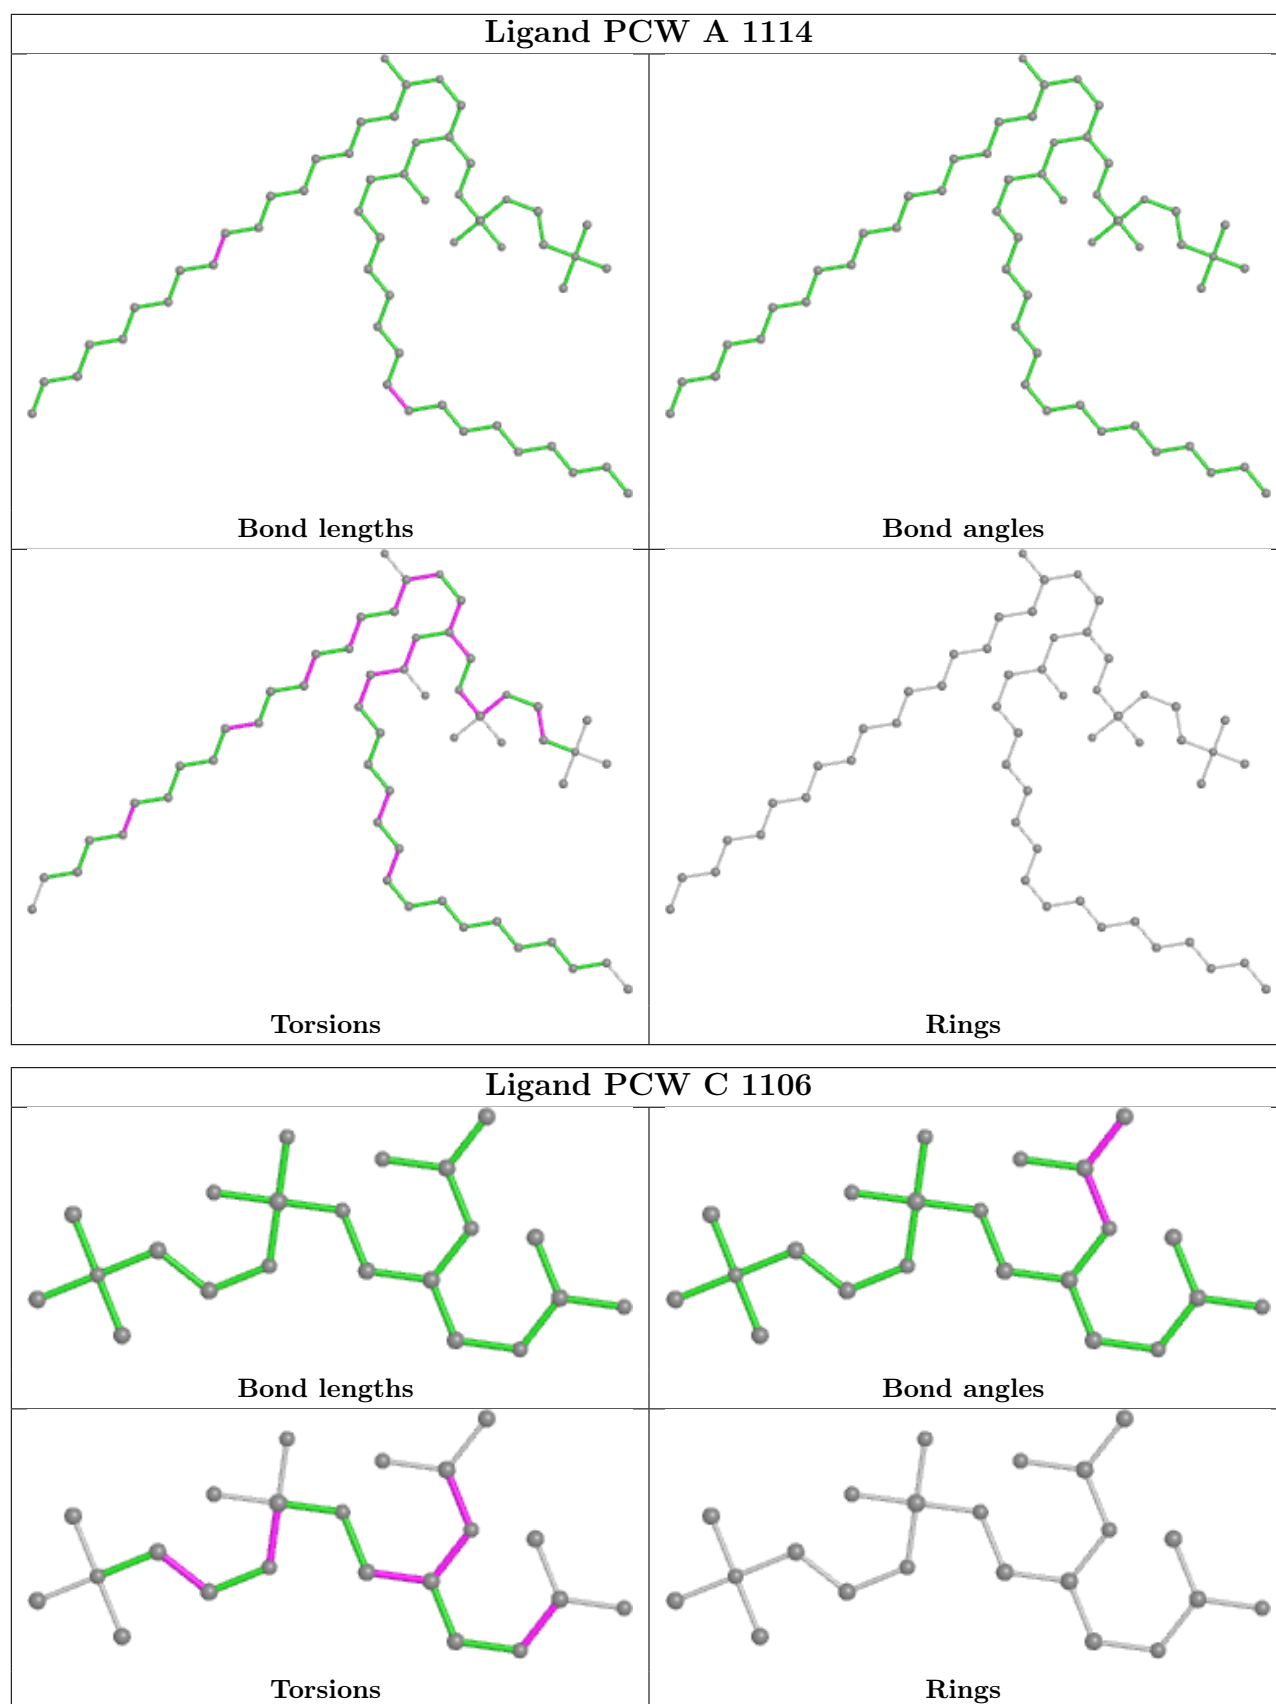 Ligand PCW A 1114
Bond lengths
Bond angles
Torsions
Rings
Ligand PCW C 1106
Bond lengths
Bond angles
Torsions
Rings